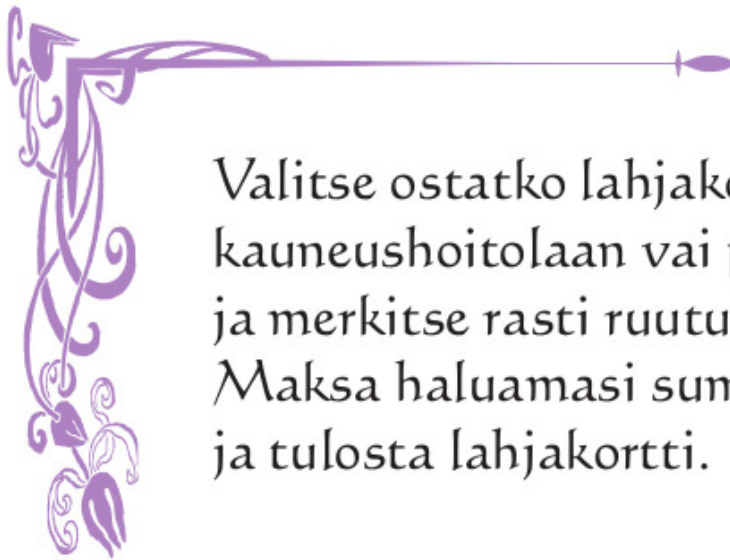 Valitse ostatko
kauneushoitolaan vai
ja merkitse rasti
Maksa haluamasi
ja tulosta lahjakortti.